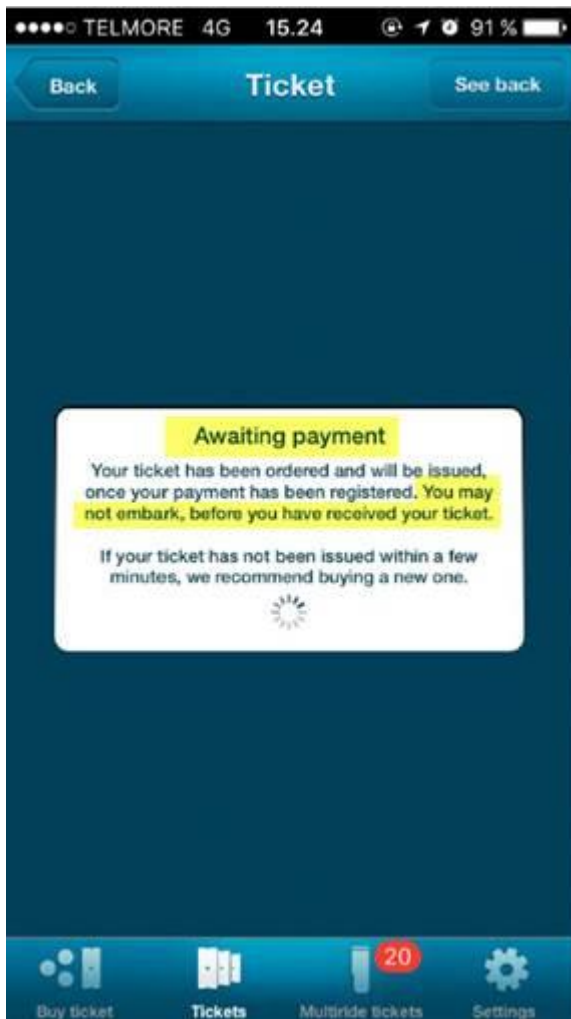 TELMORE 4G 15.24 91 %
Back Ticket See back
Awaiting payment
Your ticket has been ordered and will be issued,
once your payment has been registered. You may
not embark, before you have received your ticket.
If your ticket has not been issued within a few
minutes, we recommend buying a new one.
20
Buy ticket Tickets Multiride tickets Settings